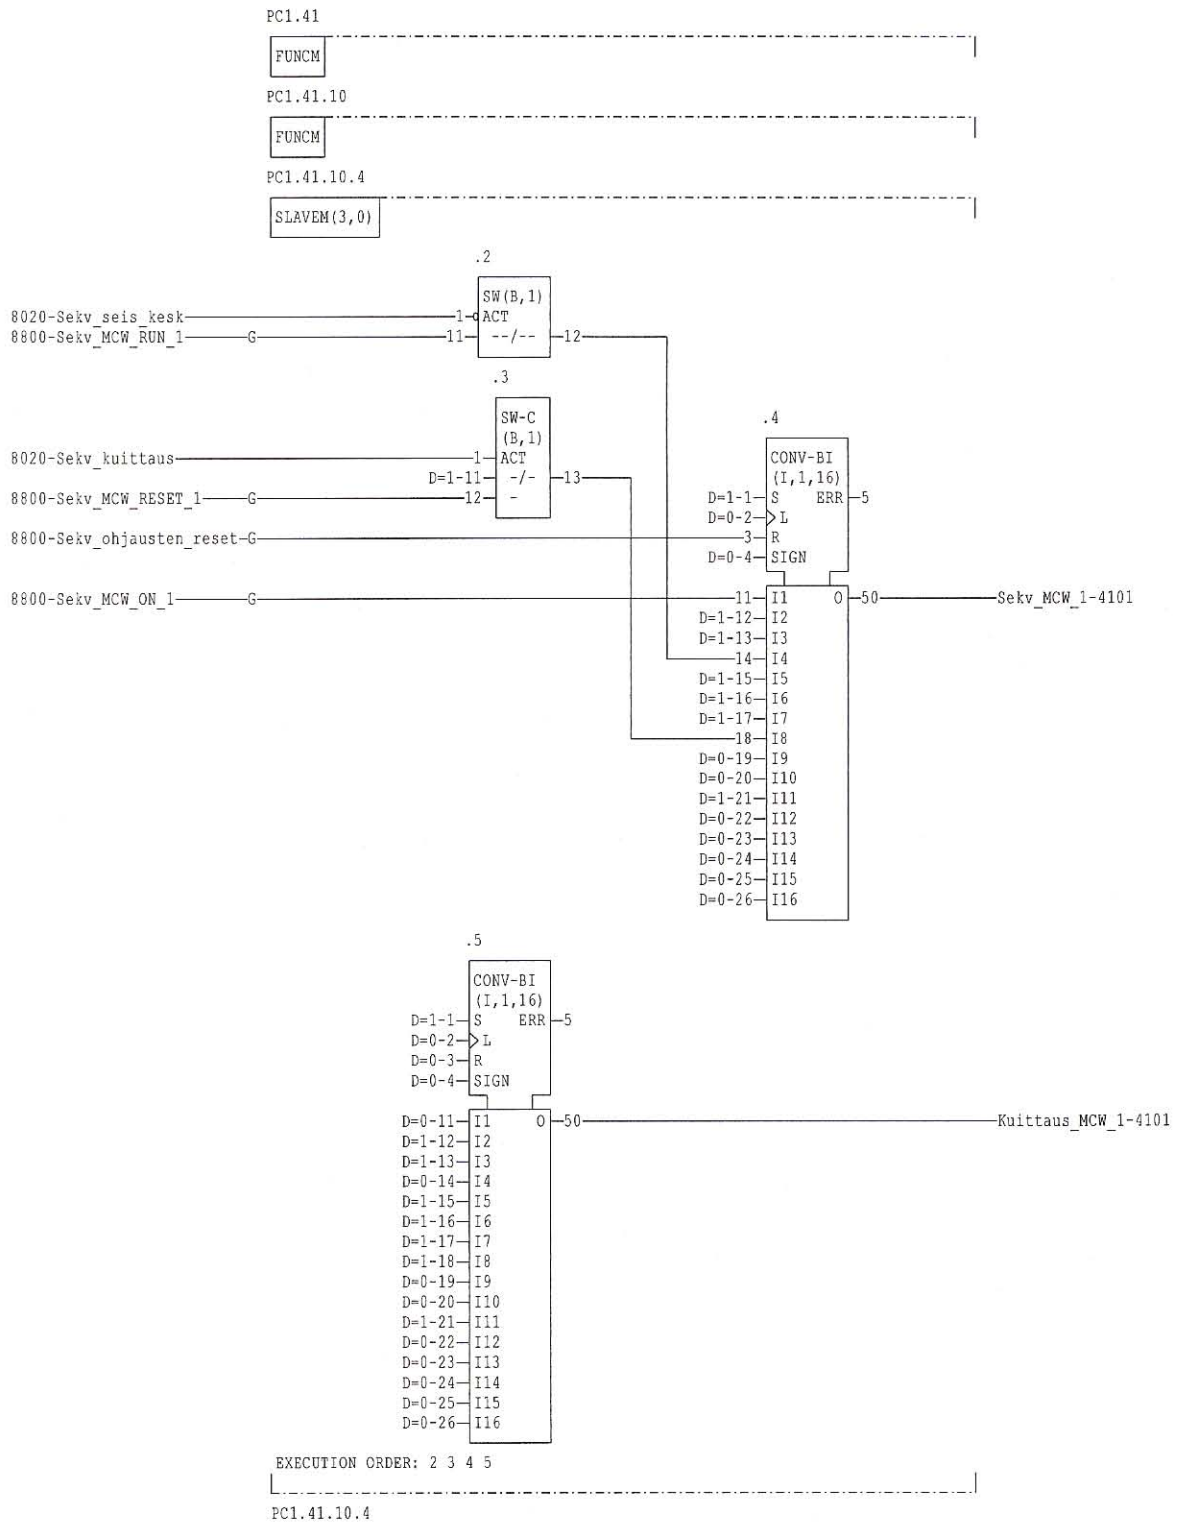 PC1.41
FUNCM
PC1.41.10
FUNCM
PC1.41.10.4
SLAVEM(3,0)
.2
SW(B,1)
8020-Sekv_seis_kesk 1 ACT
8800-Sekv_MCW_RUN_1 G 11 --/-- 12
.3
SW-C
(B,1)
8020-Sekv_kuittaus 1 ACT
D=1-11 -/- 13
8800-Sekv_MCW_RESET_1 G 12 -
.4
CONV-BI
(I,1,16)
D=1-1 S ERR 5
D=0-2 L
8800-Sekv_ohjausten_reset-G 3 R
D=0-4 SIGN
8800-Sekv_MCW_ON_1 G 11 I1 O 50 Sekv_MCW_1-4101
D=1-12 I2
D=1-13 I3
14 I4
D=1-15 I5
D=1-16 I6
D=1-17 I7
18 I8
D=0-19 I9
D=0-20 I10
D=1-21 I11
D=0-22 I12
D=0-23 I13
D=0-24 I14
D=0-25 I15
D=0-26 I16
.5
CONV-BI
(I,1,16)
D=1-1 S ERR 5
D=0-2 L
D=0-3 R
D=0-4 SIGN
D=0-11 I1 O 50 Kuittaus_MCW_1-4101
D=1-12 I2
D=1-13 I3
D=0-14 I4
D=1-15 I5
D=1-16 I6
D=1-17 I7
D=1-18 I8
D=0-19 I9
D=0-20 I10
D=1-21 I11
D=0-22 I12
D=0-23 I13
D=0-24 I14
D=0-25 I15
D=0-26 I16
EXECUTION ORDER: 2 3 4 5
PC1.41.10.4